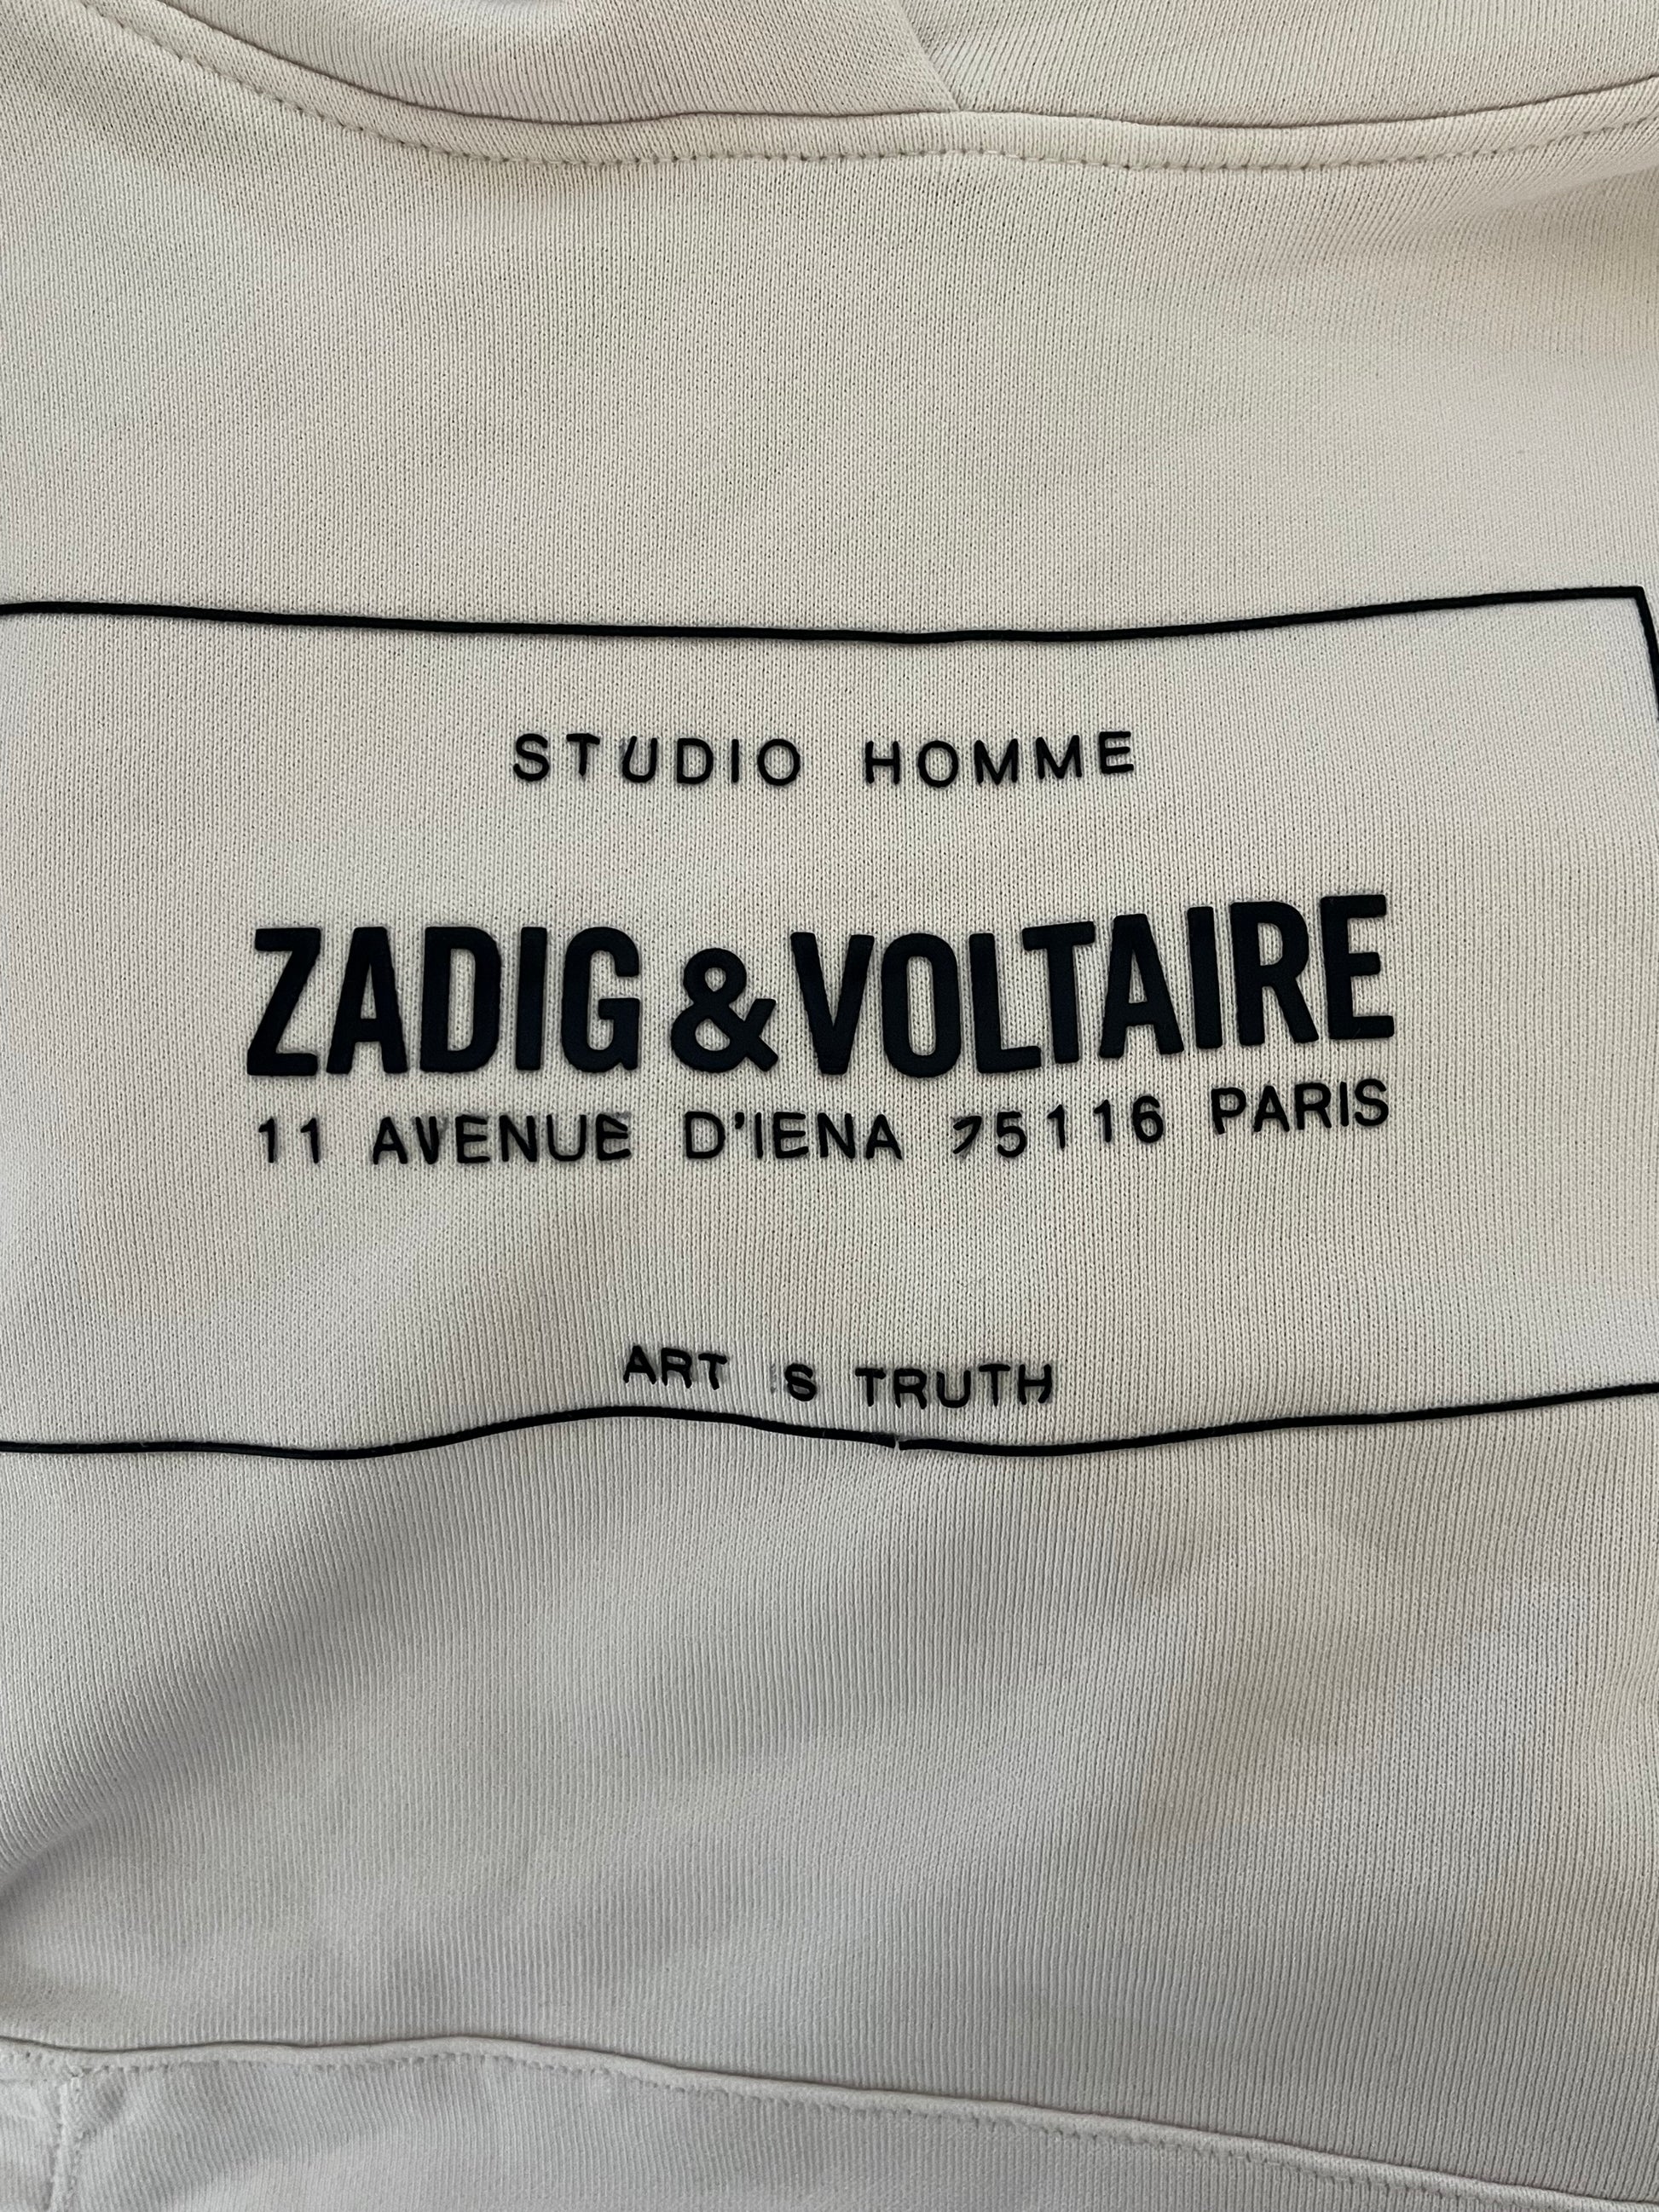 STUDIO HOMME
ZADIG & VOLTAIRE
11 AVENUE D'IENA 75116 PARIS
ART IS TRUTH